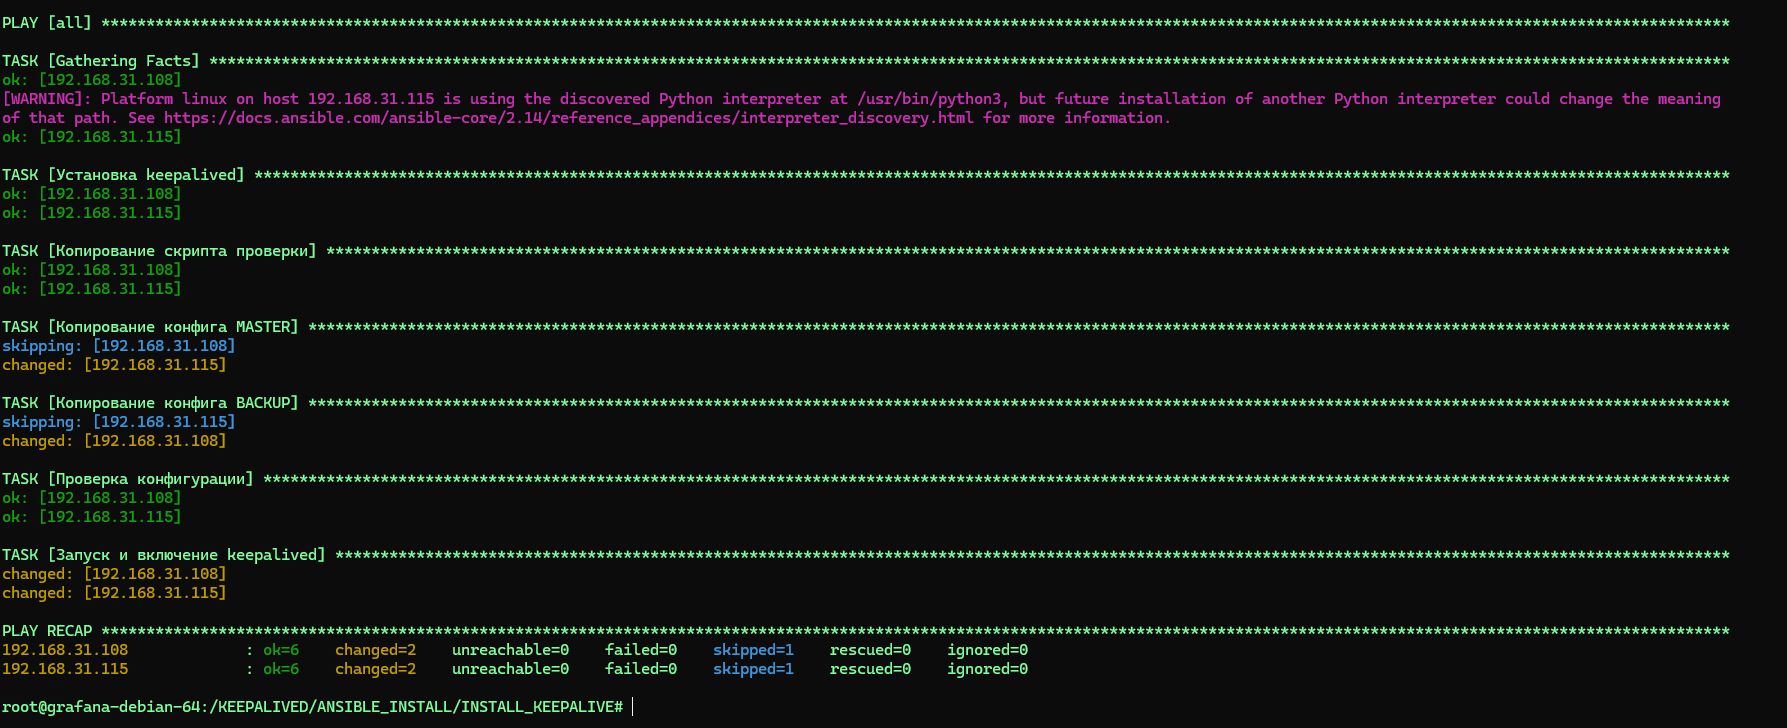 PLAY [all] *************************************************************************************************************************************************************************************
TASK [Gathering Facts] *************************************************************************************************************************************************************************
ok: [192.168.31.108]
[WARNING]: Platform linux on host 192.168.31.115 is using the discovered Python interpreter at /usr/bin/python3, but future installation of another Python interpreter could change the meaning
of that path. See https://docs.ansible.com/ansible-core/2.14/reference_appendices/interpreter_discovery.html for more information.
ok: [192.168.31.115]
TASK [Установка keepalived] ********************************************************************************************************************************************************************
ok: [192.168.31.108]
ok: [192.168.31.115]
TASK [Копирование скрипта проверки] ************************************************************************************************************************************************************
ok: [192.168.31.108]
ok: [192.168.31.115]
TASK [Копирование конфига MASTER] **************************************************************************************************************************************************************
skipping: [192.168.31.108]
changed: [192.168.31.115]
TASK [Копирование конфига BACKUP] **************************************************************************************************************************************************************
skipping: [192.168.31.115]
changed: [192.168.31.108]
TASK [Проверка конфигурации] *******************************************************************************************************************************************************************
ok: [192.168.31.108]
ok: [192.168.31.115]
TASK [Запуск и включение keepalived] ***********************************************************************************************************************************************************
changed: [192.168.31.108]
changed: [192.168.31.115]
PLAY RECAP *************************************************************************************************************************************************************************************
192.168.31.108             : ok=6    changed=2    unreachable=0    failed=0    skipped=1    rescued=0    ignored=0
192.168.31.115             : ok=6    changed=2    unreachable=0    failed=0    skipped=1    rescued=0    ignored=0
root@grafana-debian-64:/KEEPALIVED/ANSIBLE_INSTALL/INSTALL_KEEPALIVE#